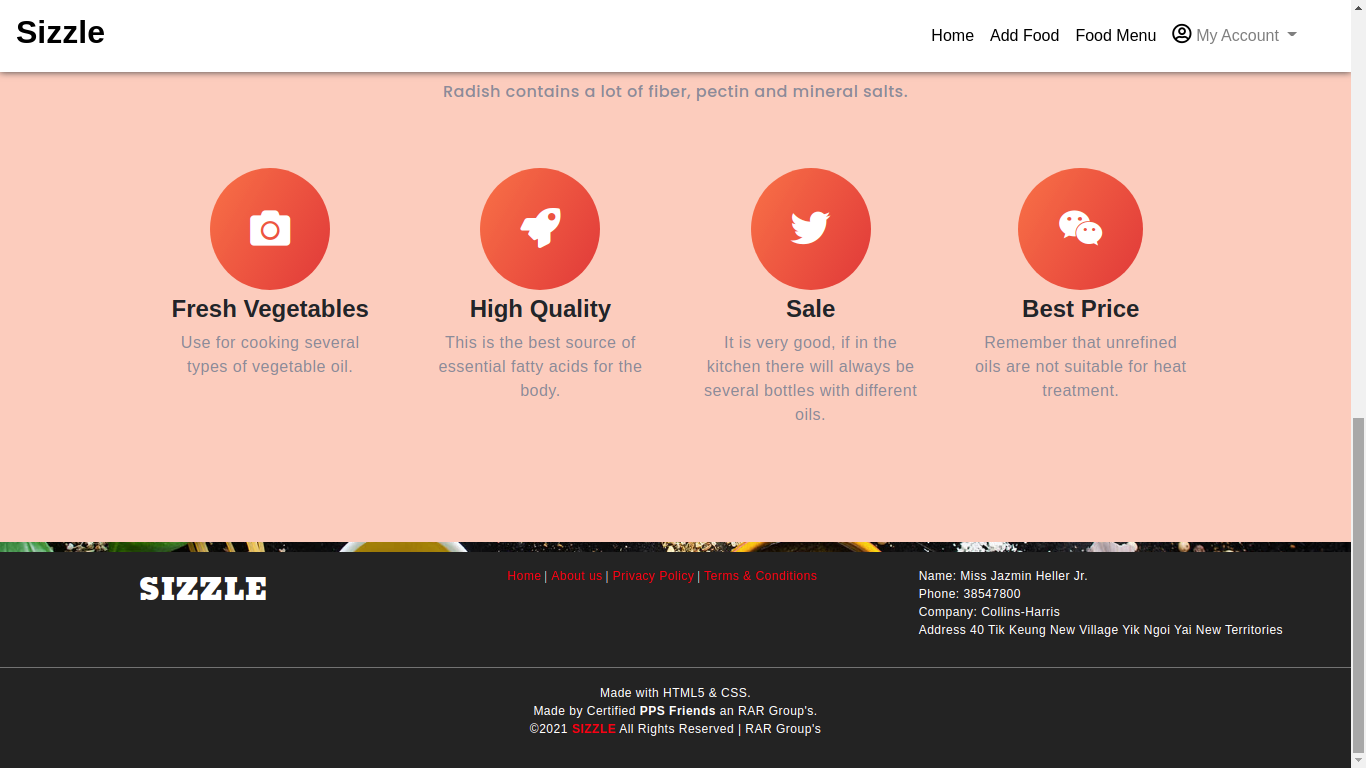 Sizzle
Home Add Food Food Menu My Account
Radish contains a lot of fiber, pectin and mineral salts.
Fresh Vegetables
Use for cooking several
types of vegetable oil.
High Quality
This is the best source of
essential fatty acids for the
body.
Sale
It is very good, if in the
kitchen there will always be
several bottles with different
oils.
Best Price
Remember that unrefined
oils are not suitable for heat
treatment.
SIZZLE
Home | About us | Privacy Policy | Terms & Conditions
Name: Miss Jazmin Heller Jr.
Phone: 38547800
Company: Collins-Harris
Address 40 Tik Keung New Village Yik Ngoi Yai New Territories
Made with HTML5 & CSS.
Made by Certified PPS Friends an RAR Group's.
©2021 SIZZLE All Rights Reserved | RAR Group's